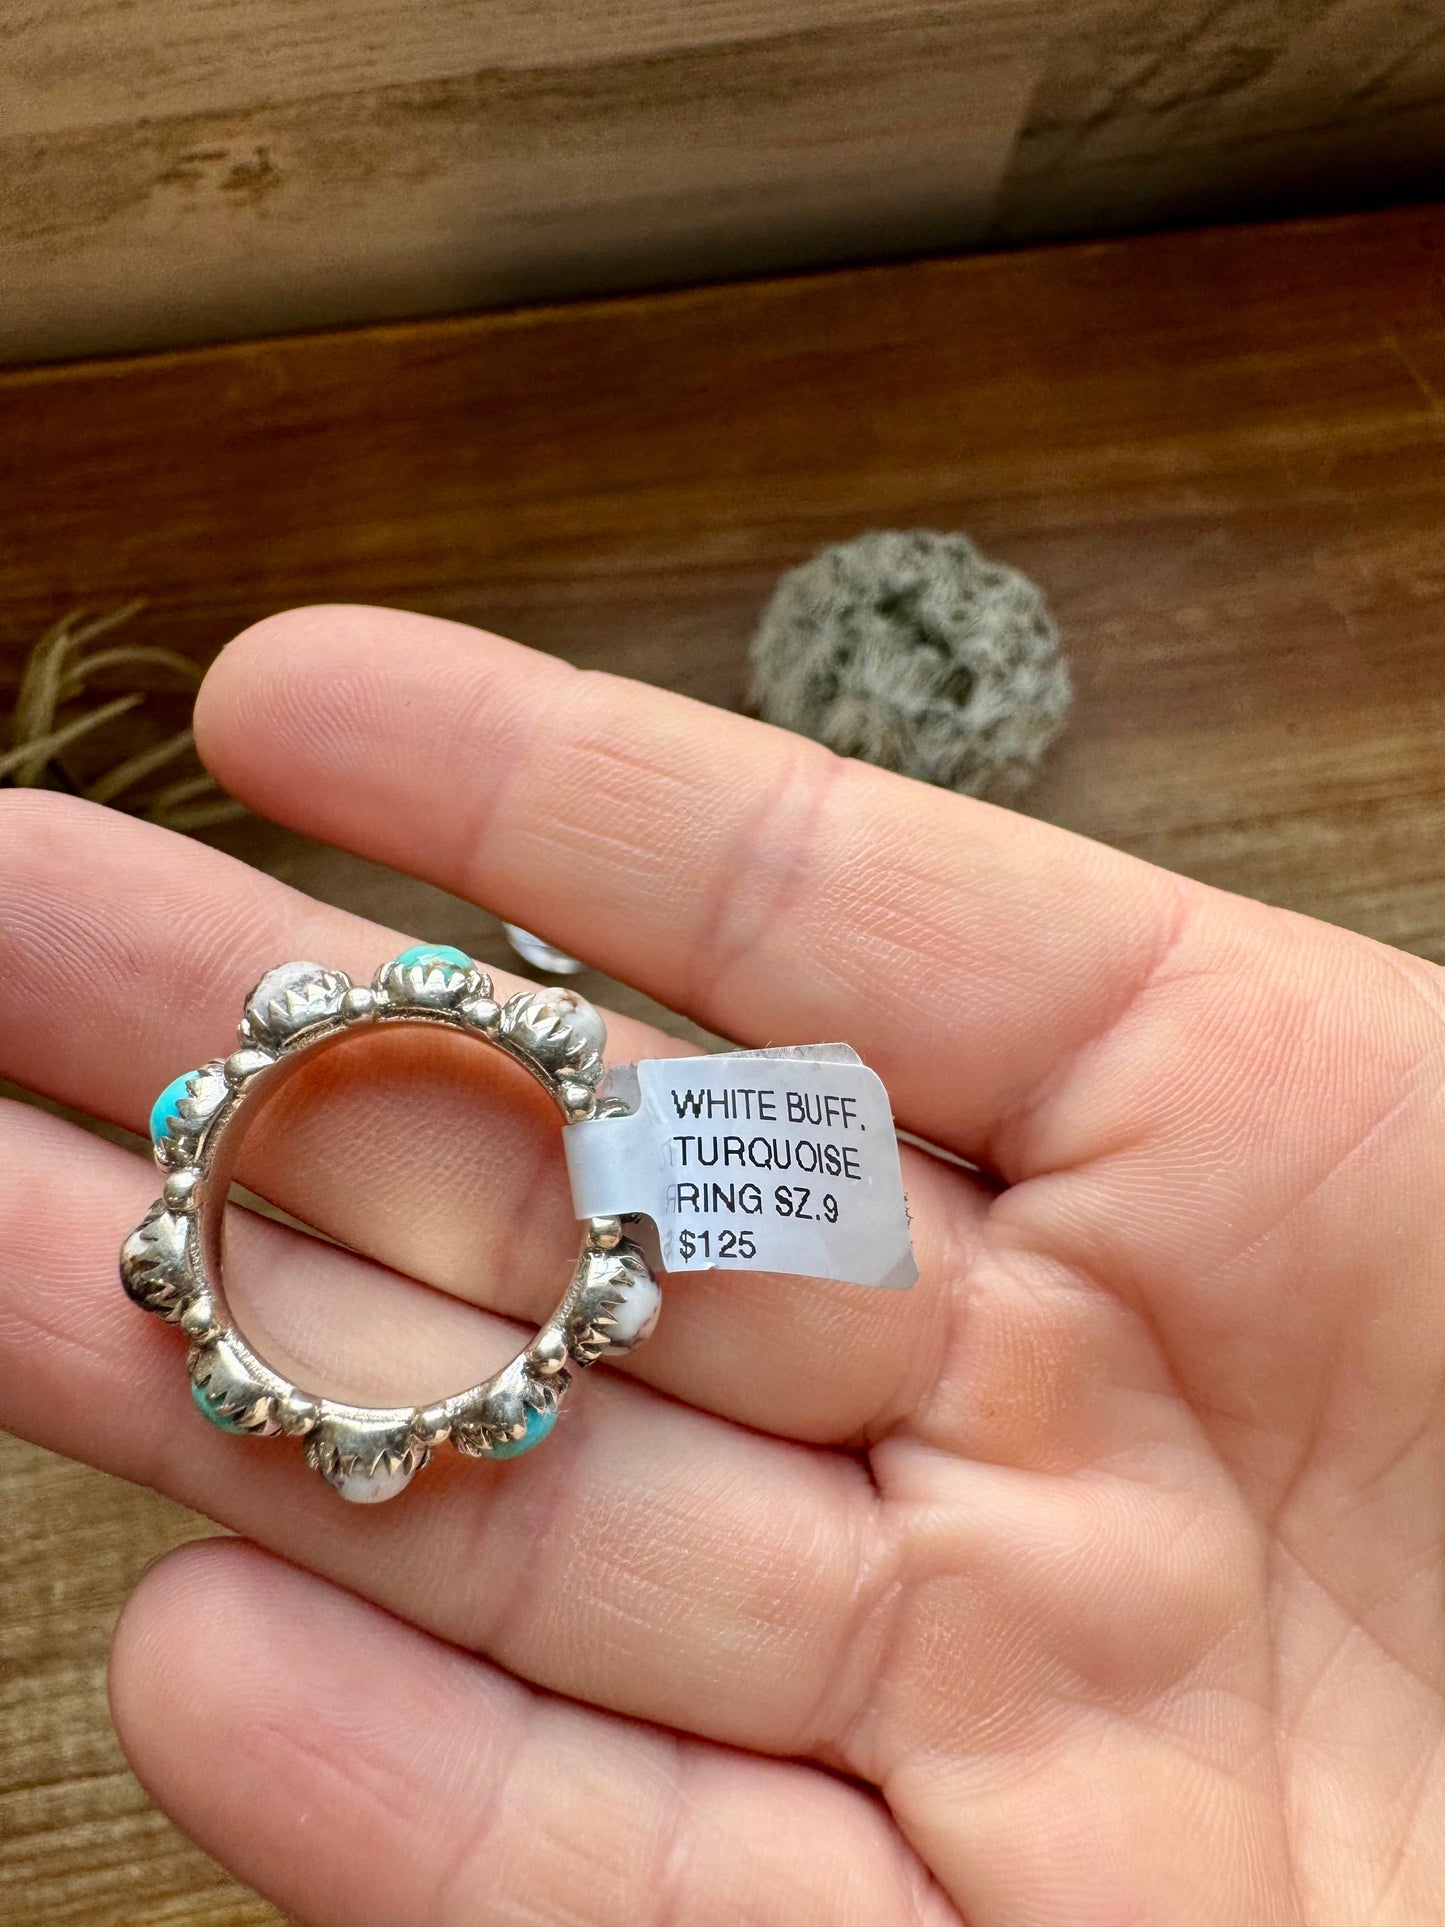 WHITE BUFF.
TURQUOISE
RING SZ.9
$125